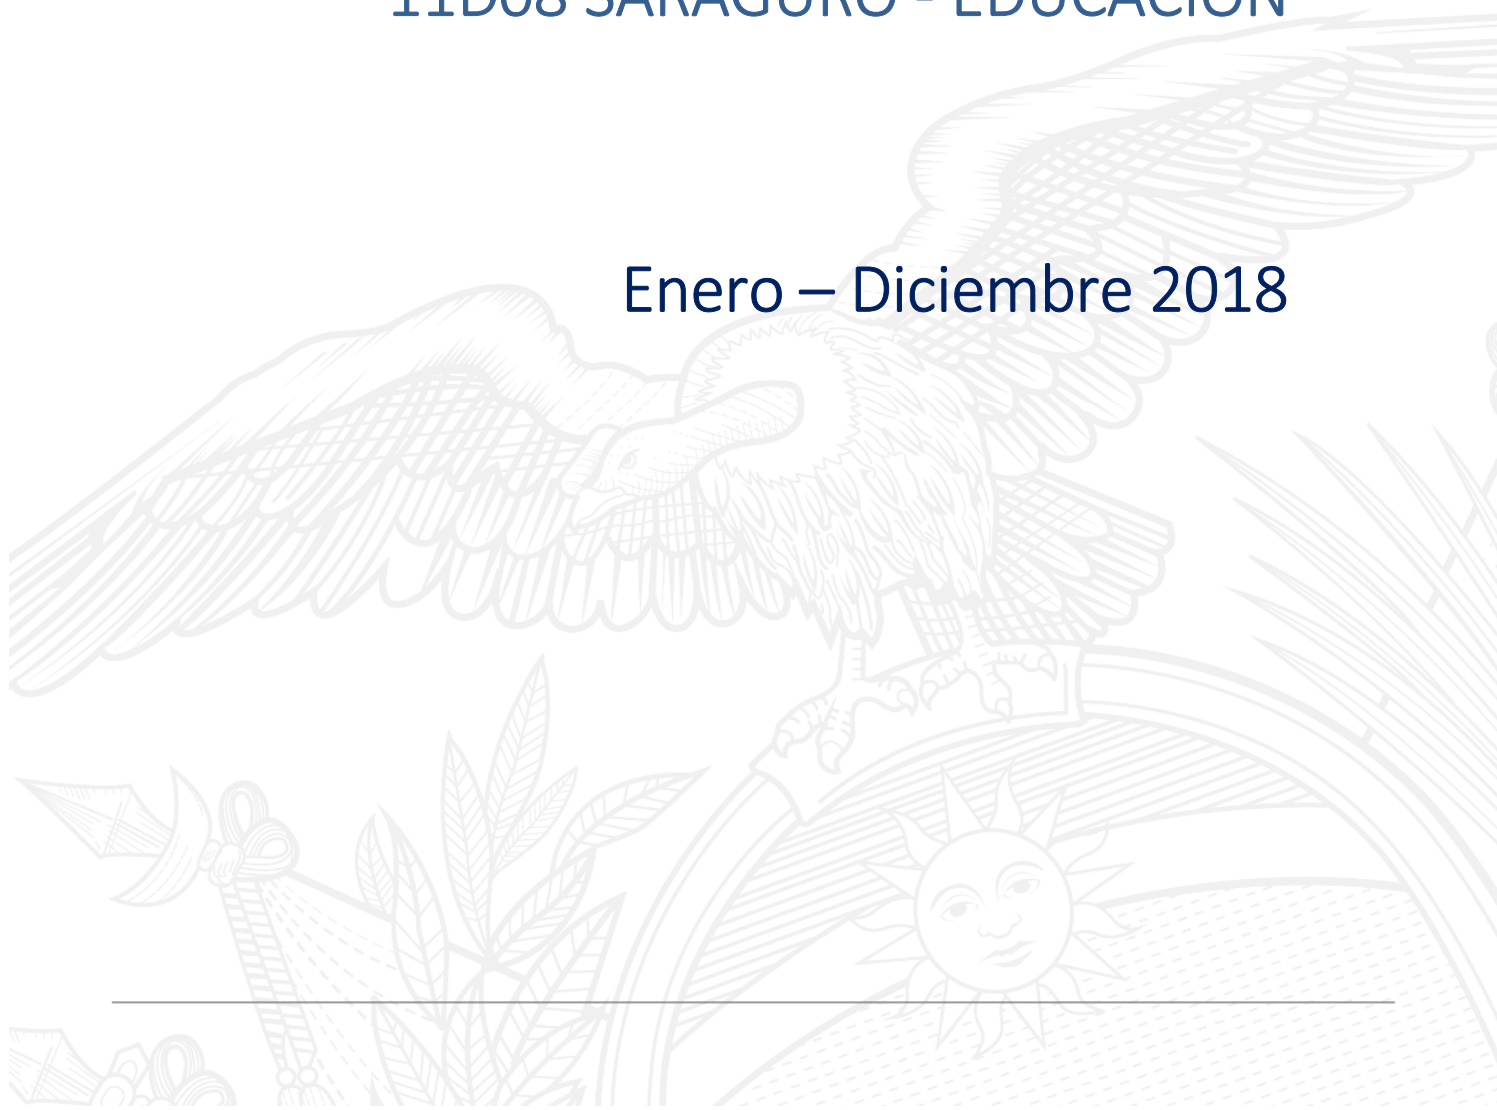 11D08 SARAGURO - EDUCACIÓN
Enero – Diciembre 2018